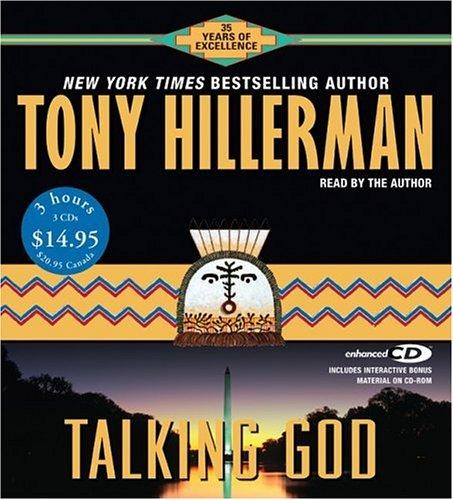 35
YEARS OF
EXCELLENCE
NEW YORK TIMES BESTSELLING AUTHOR
TONY HILLERMAN
READ BY THE AUTHOR
3 hours
3 CDs
$14.95
$20.95 Canada
enhanced CD
INCLUDES INTERACTIVE BONUS
MATERIAL ON CD-ROM
TALKING GOD